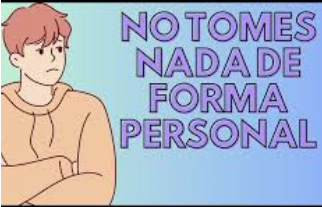 NO TOMES
NADA DE
FORMA
PERSONAL